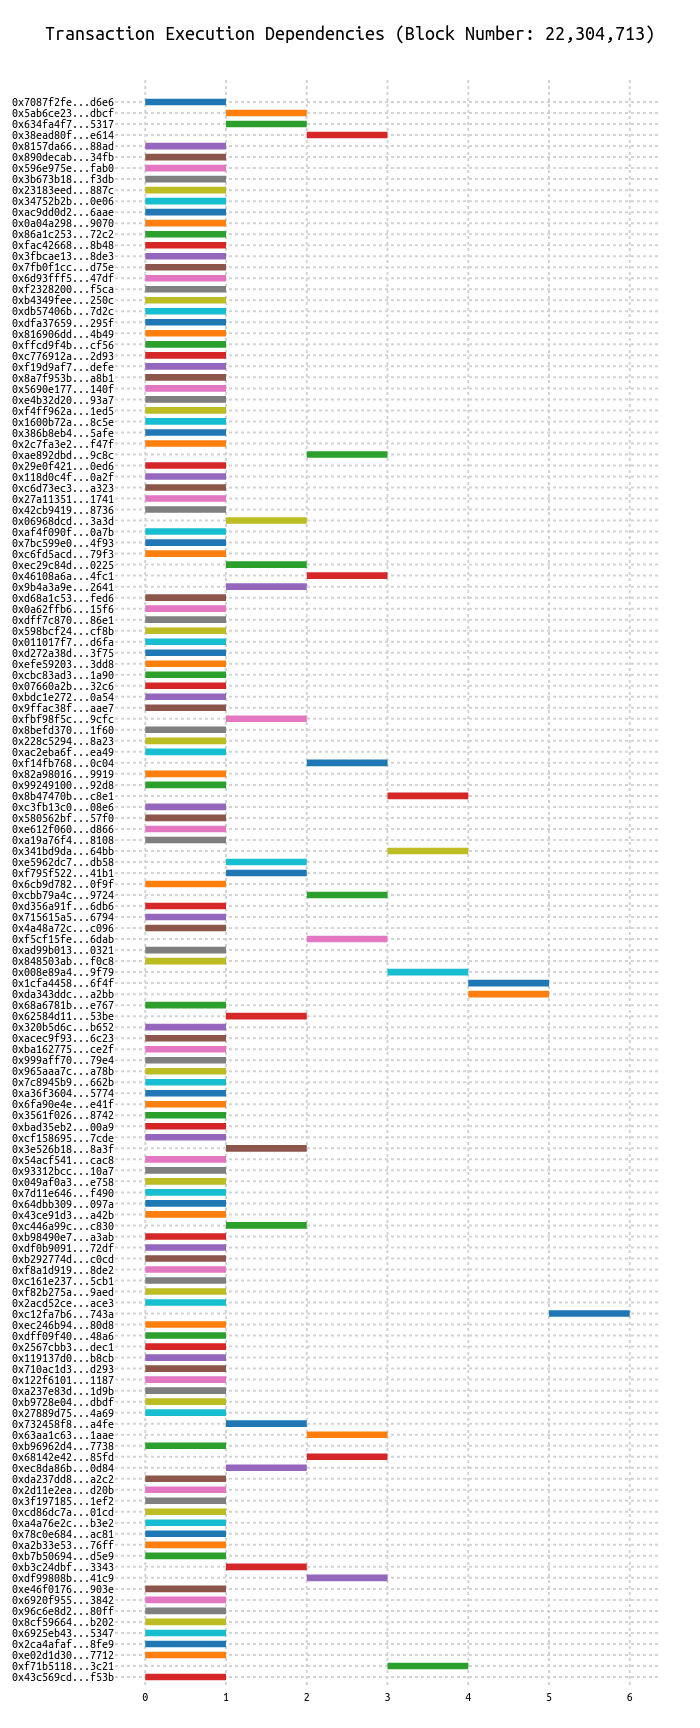 Transaction Execution Dependencies (Block Number: 22,304,713)
0x7087f2fe...d6e6
0x5ab6ce23...dbcf
0x634fa4f7...5317
0x38ead80f...e614
0x8157da66...88ad
0x890decab...34fb
0x596e975e...fab0
0x3b673b18...f3db
0x23183eed...887c
0x34752b2b...0e06
0xac9dd0d2...6aae
0x0a04a298...9070
0x86a1c253...72c2
0xfac42668...8b48
0x3fbcae13...8de3
0x7fb0f1cc...d75e
0x6d93fff5...47df
0xf2328200...f5ca
0xb4349fee...250c
0xdb57406b...7d2c
0xdfa37659...295f
0x816906dd...4b49
0xffcd9f4b...cf56
0xc776912a...2d93
0xf19d9af7...defe
0x8a7f953b...a8b1
0x5690e177...140f
0xe4b32d20...93a7
0xf4ff962a...1ed5
0x1600b72a...8c5e
0x386b8eb4...5afe
0x2c7fa3e2...f47f
0xae892dbd...9c8c
0x29e0f421...0ed6
0x118d0c4f...0a2f
0xc6d73ec3...a323
0x27a11351...1741
0x42cb9419...8736
0x06968dcd...3a3d
0xaf4f090f...0a7b
0x7bc599e0...4f93
0xc6fd5acd...79f3
0xec29c84d...0225
0x46108a6a...4fc1
0x9b4a3a9e...2641
0xd68a1c53...fed6
0x0a62ffb6...15f6
0xdff7c870...86e1
0x598bcf24...cf8b
0x011017f7...d6fa
0xd272a38d...3f75
0xefe59203...3dd8
0xcbc83ad3...1a90
0x07660a2b...32c6
0xbdc1e272...0a54
0x9ffac38f...aae7
0xfbf98f5c...9cfc
0x8befd370...1f60
0x228c5294...8a23
0xac2eba6f...ea49
0xf14fb768...0c04
0x82a98016...9919
0x99249100...92d8
0x8b47470b...c8e1
0xc3fb13c0...08e6
0x580562bf...57f0
0xe612f060...d866
0xa19a76f4...8108
0x341bd9da...64bb
0xe5962dc7...db58
0xf795f522...41b1
0x6cb9d782...0f9f
0xcbb79a4c...9724
0xd356a91f...6db6
0x715615a5...6794
0x4a48a72c...c096
0xf5cf15fe...6dab
0xad99b013...0321
0x848503ab...f0c8
0x008e89a4...9f79
0x1cfa4458...6f4f
0xda343ddc...a2bb
0x68a6781b...e767
0x62584d11...53be
0x320b5d6c...b652
0xacec9f93...6c23
0xba162775...ce2f
0x999aff70...79e4
0x965aaa7c...a78b
0x7c8945b9...662b
0xa36f3604...5774
0x6fa90e4e...e41f
0x3561f026...8742
0xbad35eb2...00a9
0xcf158695...7cde
0x3e526b18...8a3f
0x54acf541...cac8
0x93312bcc...10a7
0x049af0a3...e758
0x7d11e646...f490
0x64dbb309...097a
0x43ce91d3...a42b
0xc446a99c...c830
0xb98490e7...a3ab
0xdf0b9091...72df
0xb292774d...c0cd
0xf8a1d919...8de2
0xc161e237...5cb1
0xf82b275a...9aed
0x2acd52ce...ace3
0xc12fa7b6...743a
0xec246b94...80d8
0xdff09f40...48a6
0x2567cbb3...dec1
0x119137d0...b8cb
0x710ac1d3...d293
0x122f6101...1187
0xa237e83d...1d9b
0xb9728e04...dbdf
0x27889d75...4a69
0x732458f8...a4fe
0x63aa1c63...1aae
0xb96962d4...7738
0x68142e42...85fd
0xec8da86b...0d84
0xda237dd8...a2c2
0x2d11e2ea...d20b
0x3f197185...1ef2
0xcd86dc7a...01cd
0xa4a76e2c...b3e2
0x78c0e684...ac81
0xa2b33e53...76ff
0xb7b50694...d5e9
0xb3c24dbf...3343
0xdf99808b...41c9
0xe46f0176...903e
0x6920f955...3842
0x96c6e8d2...80ff
0x8cf59664...b202
0x6925eb43...5347
0x2ca4afaf...8fe9
0xe02d1d30...7712
0xf71b5118...3c21
0x43c569cd...f53b
0 1 2 3 4 5 6